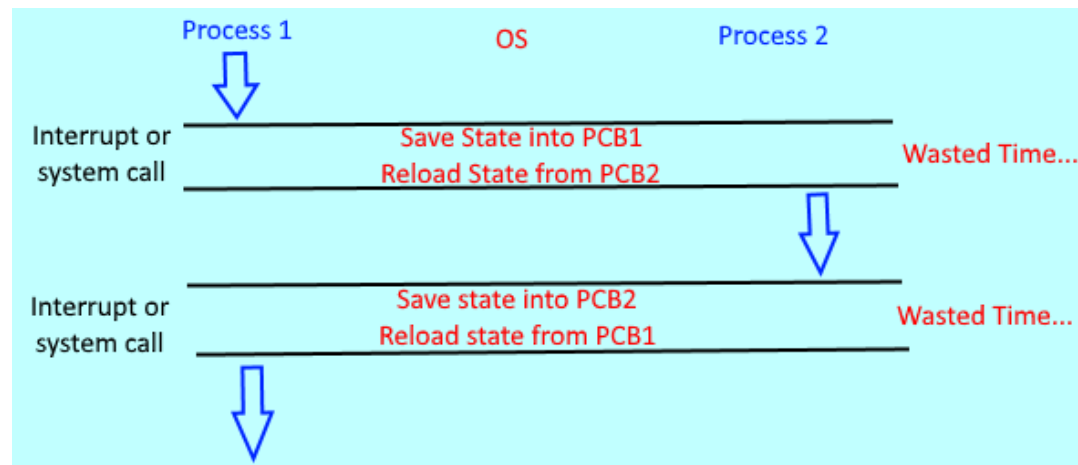 Process 1
OS
Process 2
Interrupt or
system call
Save State into PCB1
Reload State from PCB2
Wasted Time...
Interrupt or
system call
Save state into PCB2
Reload state from PCB1
Wasted Time...